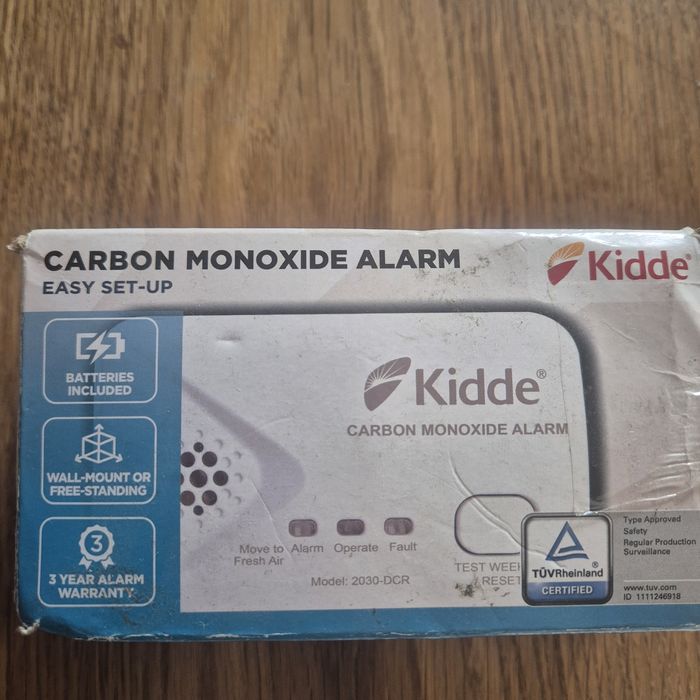 CARBON MONOXIDE ALARM
EASY SET-UP
Kidde®
BATTERIES
INCLUDED
WALL-MOUNT OR
FREE-STANDING
3
3 YEAR ALARM
WARRANTY
Kidde®
CARBON MONOXIDE ALARM
Move to
Fresh Air
Alarm
Operate
Fault
Model: 2030-DCR
TEST
RESET
TÜVRheinland
CERTIFIED
Type Approved
Safety
Regular Production
Surveillance
www.tuv.com
ID 1111246918